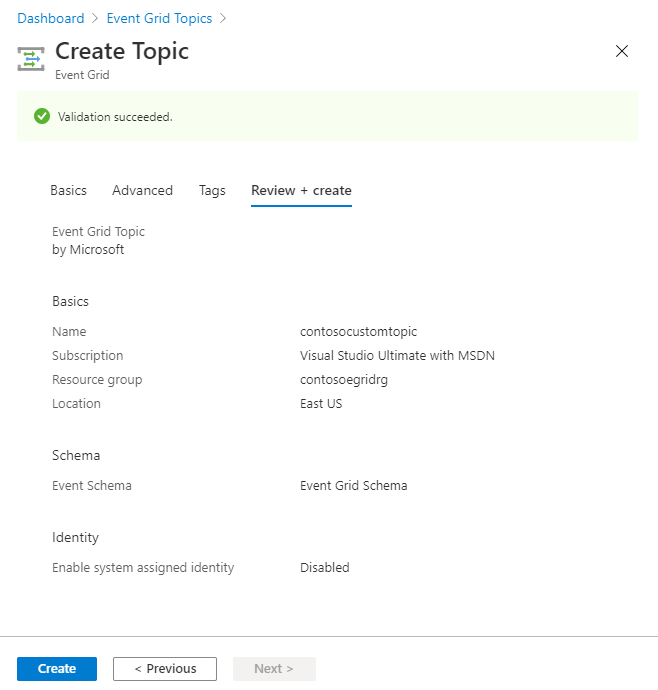 Dashboard > Event Grid Topics >
Create Topic
Event Grid
Validation succeeded.
Basics Advanced Tags Review + create
Event Grid Topic
by Microsoft
Basics
Name contosocustomtopic
Subscription Visual Studio Ultimate with MSDN
Resource group contosoegridrg
Location East US
Schema
Event Schema Event Grid Schema
Identity
Enable system assigned identity Disabled
Create < Previous Next >